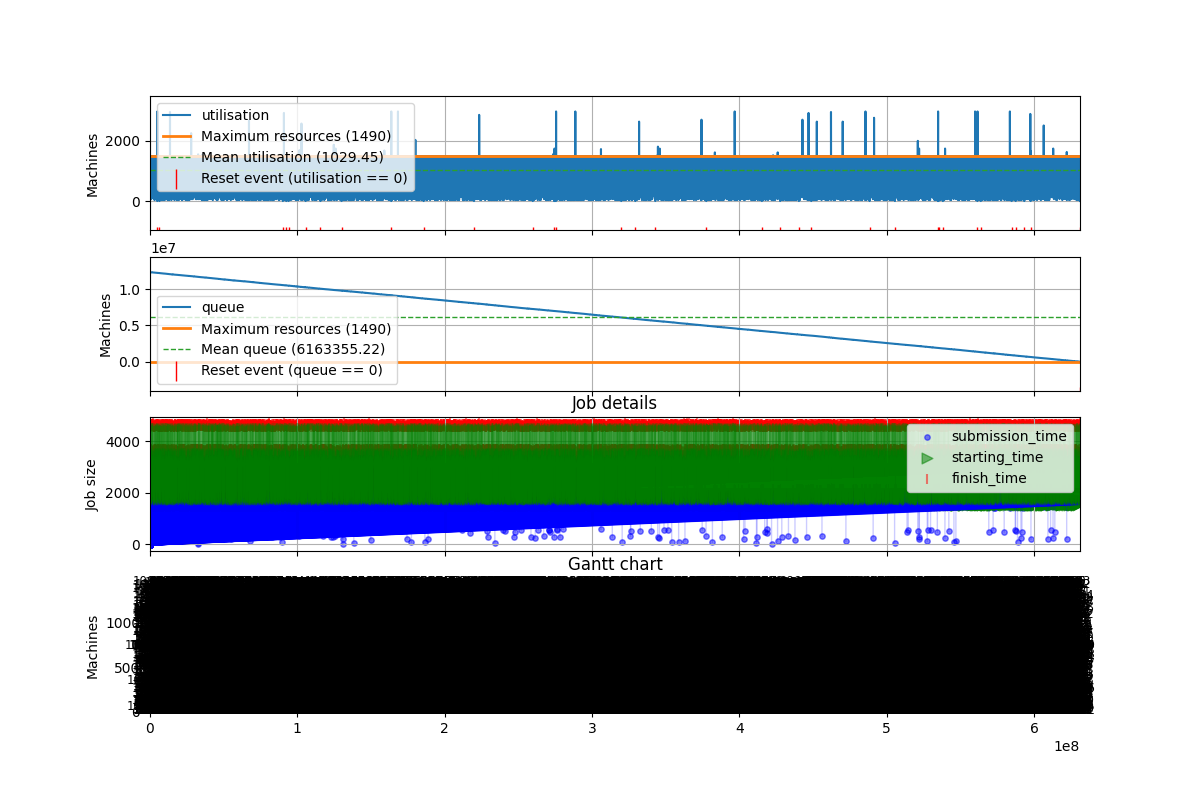 utilisation
Maximum resources (1490)
Mean utilisation (1029.45)
Reset event (utilisation == 0)
2000
0
Machines
1e7
queue
Maximum resources (1490)
Mean queue (6163355.22)
Reset event (queue == 0)
1.0
0.5
0.0
Machines
Job details
submission_time
starting_time
finish_time
4000
2000
0
Job size
Gantt chart
1000
500
0
Machines
0 1 2 3 4 5 6
1e8